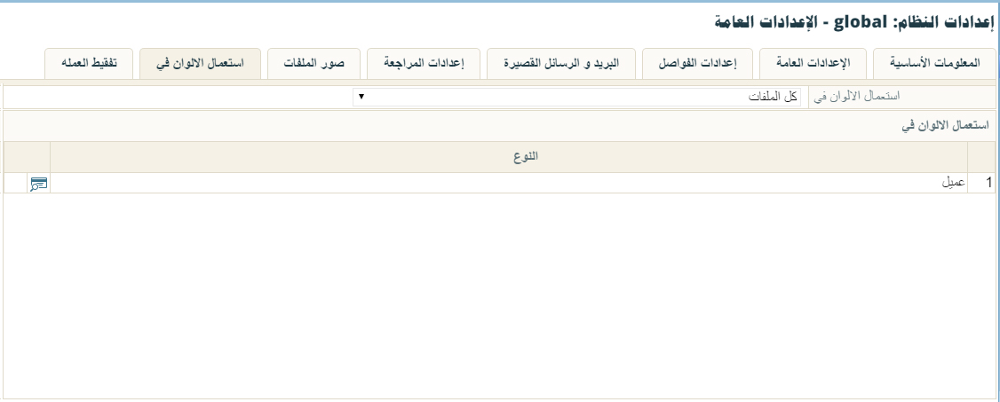 إعدادات النظام: global - الإعدادات العامة
المعلومات الأساسية
الإعدادات العامة
إعدادات الفواصل
البريد و الرسائل القصيرة
إعدادات المراجعة
صور الملفات
استعمال الالوان في
تفقيط العمله
استعمال الالوان في كل الملفات
استعمال الالوان في
النوع
1 عميل